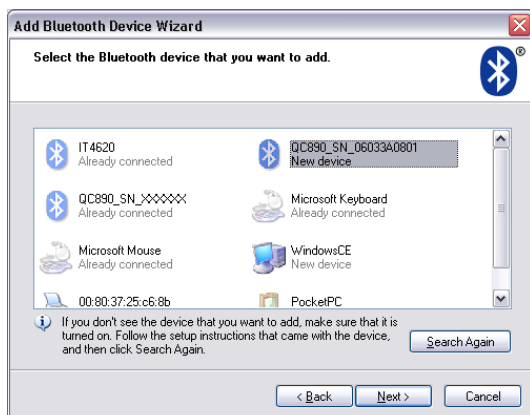 Add Bluetooth Device Wizard
Select the Bluetooth device that you want to add.
®
IT4620
Already connected
QC890_SN_06033A0801
New device
QC890_SN_XXXXXX
Already connected
Microsoft Keyboard
Already connected
Microsoft Mouse
Already connected
WindowsCE
New device
00:80:37:25:c6:8b
PocketPC
If you don't see the device that you want to add, make sure that it is
turned on. Follow the setup instructions that came with the device,
and then click Search Again.
Search Again
< Back
Next >
Cancel